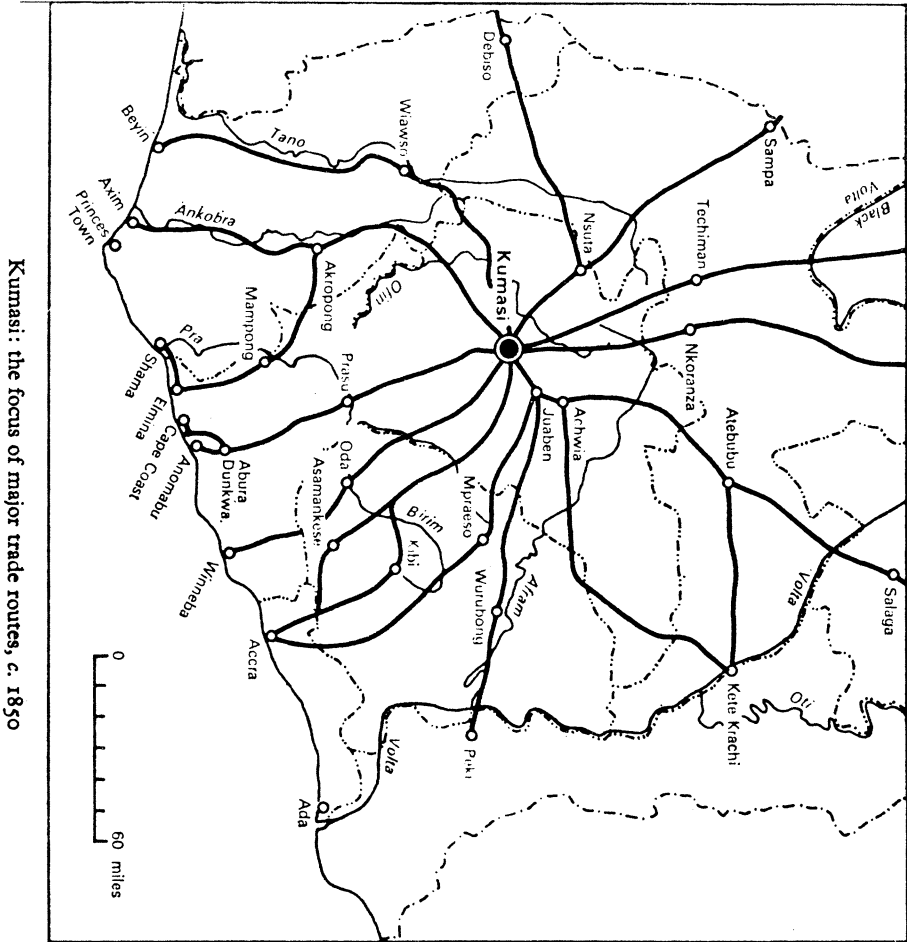 Debiso
Sampa
Black
Volta
Wiawso
Tano
Beyin
Techiman
Nsuta
Ankobra
Axim
Princes
Town
Kumasi
Ofin
Akropong
Mampong
Pra
Shama
Nkoranza
Prasu
Elmina
Cape Coast
Anomabu
Abura
Dunkwa
Juaben
Achwia
Atebubu
Oda
Asamankese
Mpraeso
Birim
Kibi
Winneba
Wurubong
Afram
Volta
Salaga
Accra
Kete Krachi
Oti
Peki
Volta
Ada
0
60 miles
Kumasi: the focus of major trade routes, c. 1850